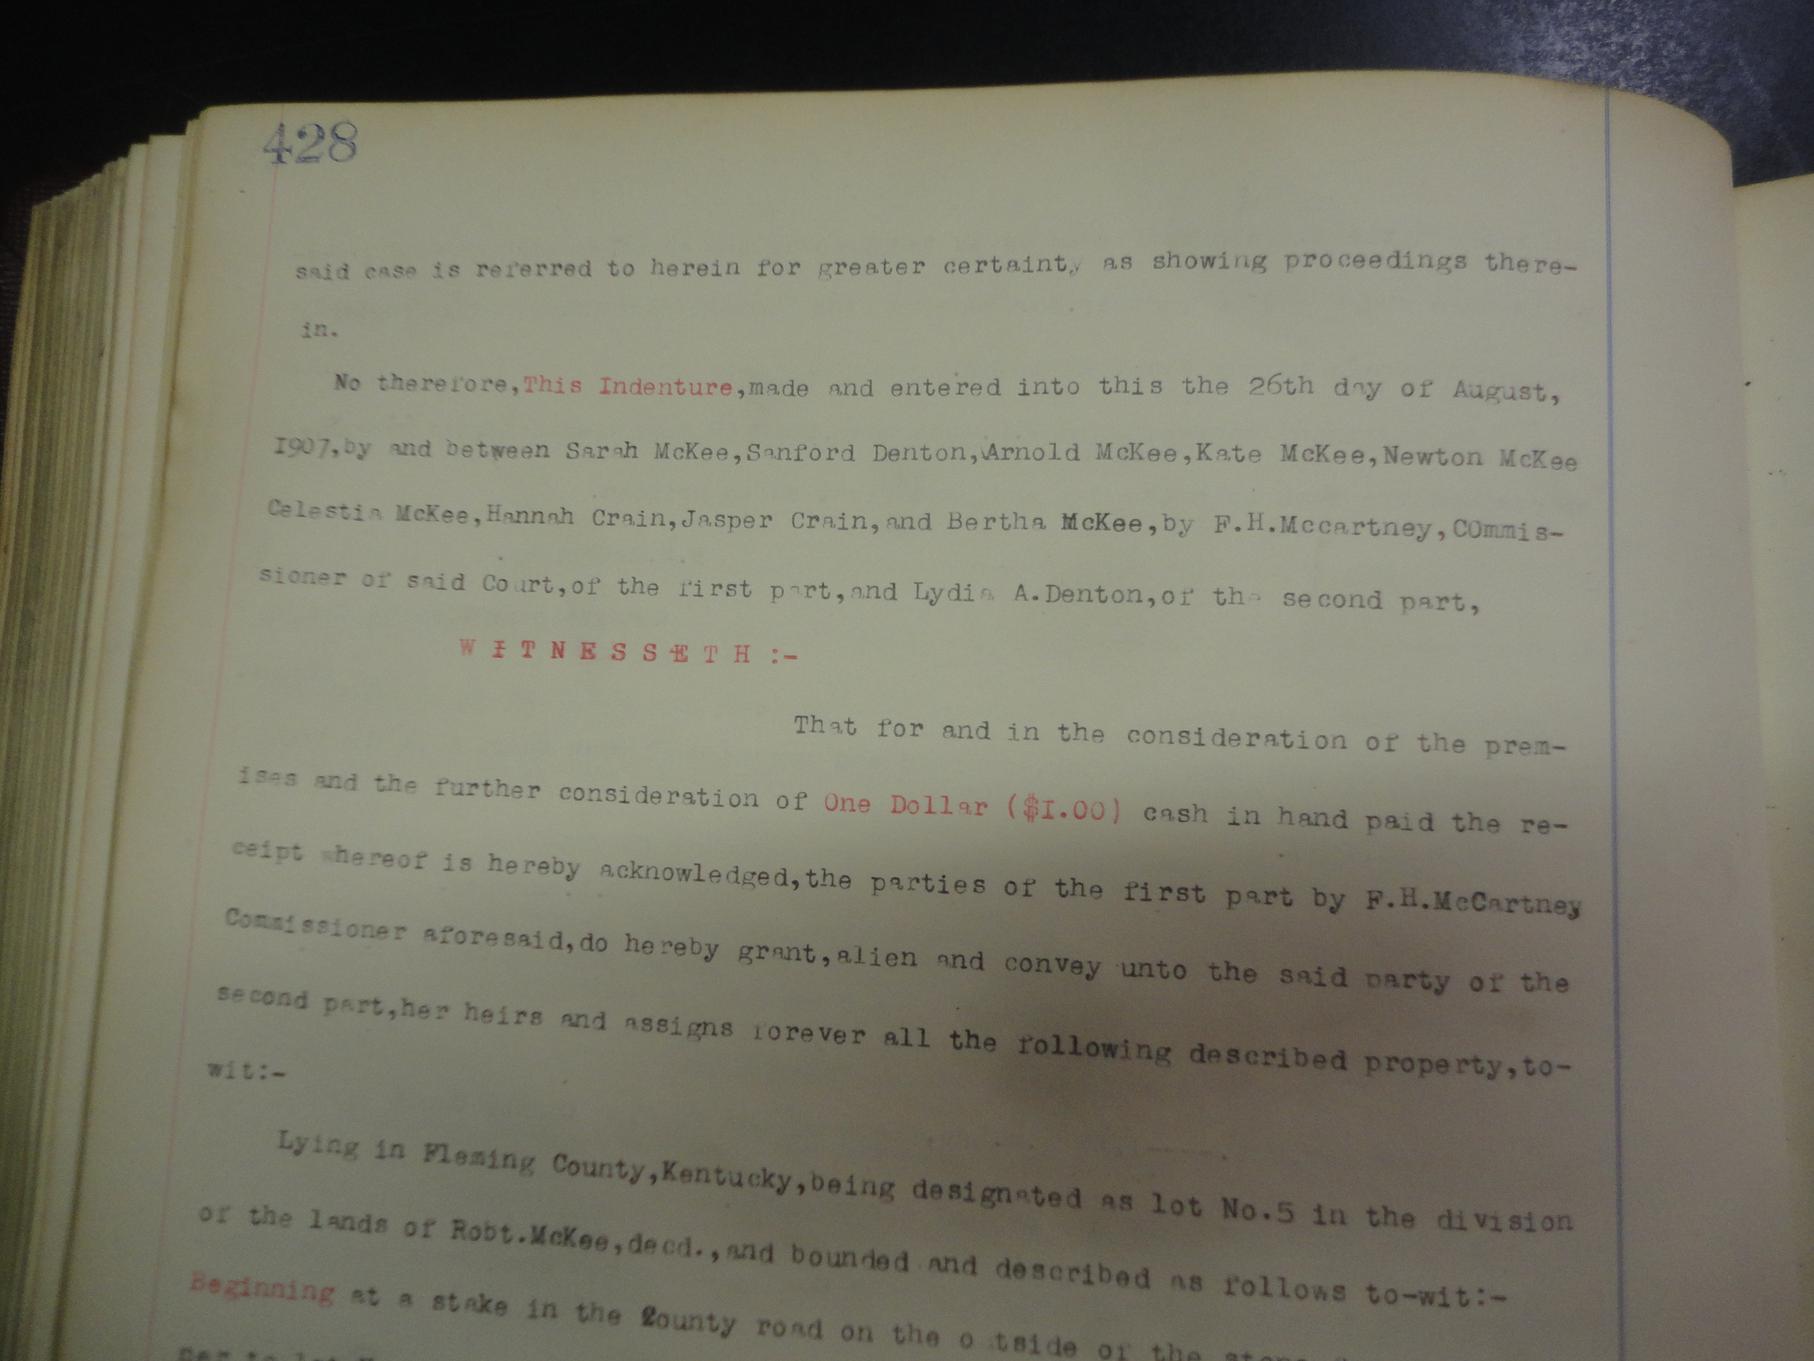 428
said case is referred to herein for greater certainty as showing proceedings there-
in.
No therefore,This Indenture,made and entered into this the 26th day of August,
1907,by and between Sarah McKee,Sanford Denton,Arnold McKee,Kate McKee,Newton McKee
Celestia McKee,Hannah Crain,Jasper Crain,and Bertha McKee,by F.H.Mccartney,COmmis-
sioner of said Court,of the first part,and Lydia A.Denton,of the second part,
W I T N E S S E T H :-
That for and in the consideration of the prem-
ises and the further consideration of One Dollar ($1.00) cash in hand paid the re-
ceipt whereof is hereby acknowledged,the parties of the first part by F.H.McCartney
Commissioner aforesaid,do hereby grant,alien and convey unto the said party of the
second part,her heirs and assigns forever all the following described property,to-
wit:-
Lying in Fleming County,Kentucky,being designated as lot No.5 in the division
of the lands of Robt.McKee,decd.,and bounded and described as follows to-wit:-
Beginning at a stake in the County road on the outside of the